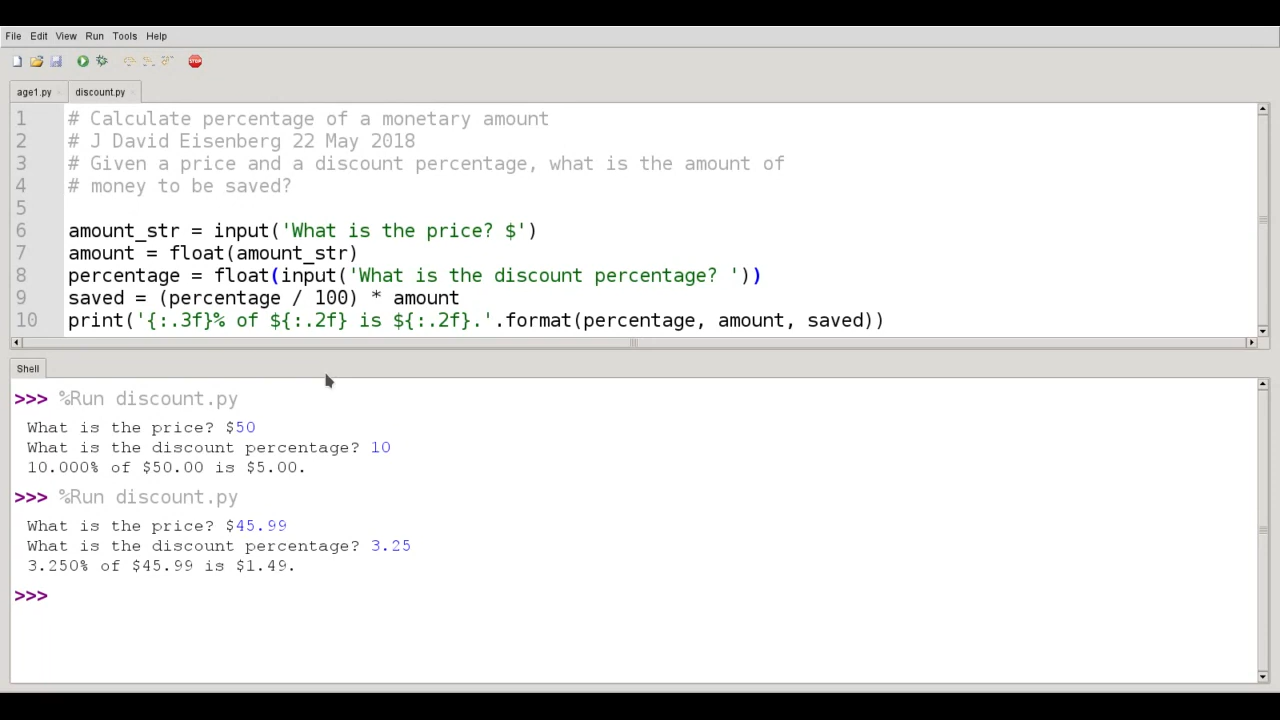 File Edit View Run Tools Help
STOP
age1.py discount.py
1 # Calculate percentage of a monetary amount
2 # J David Eisenberg 22 May 2018
3 # Given a price and a discount percentage, what is the amount of
4 # money to be saved?
5
6 amount_str = input('What is the price? $')
7 amount = float(amount_str)
8 percentage = float(input('What is the discount percentage? '))
9 saved = (percentage / 100) * amount
10 print('{:.3f}% of ${:.2f} is ${:.2f}.'.format(percentage, amount, saved))
Shell
>>> %Run discount.py
What is the price? $50
What is the discount percentage? 10
10.000% of $50.00 is $5.00.
>>> %Run discount.py
What is the price? $45.99
What is the discount percentage? 3.25
3.250% of $45.99 is $1.49.
>>>